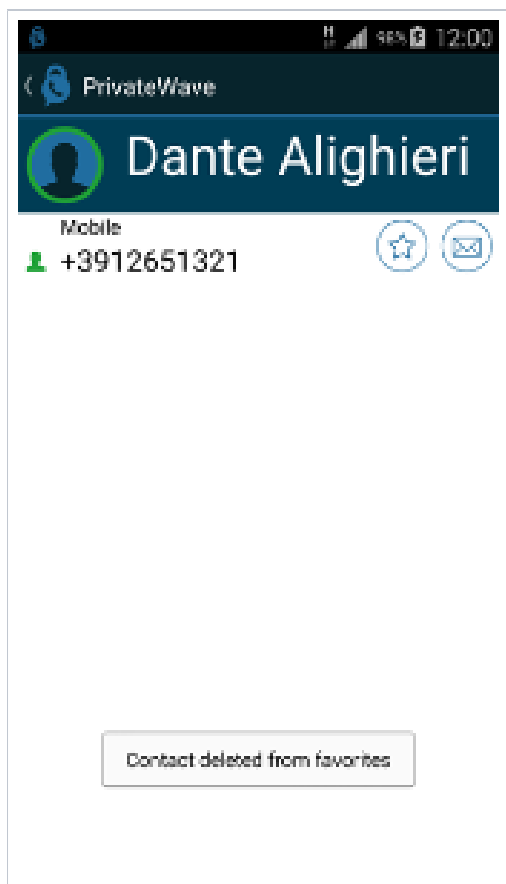 98% 12:00
PrivateWave
Dante Alighieri
Mobile
+3912651321
Contact deleted from favorites